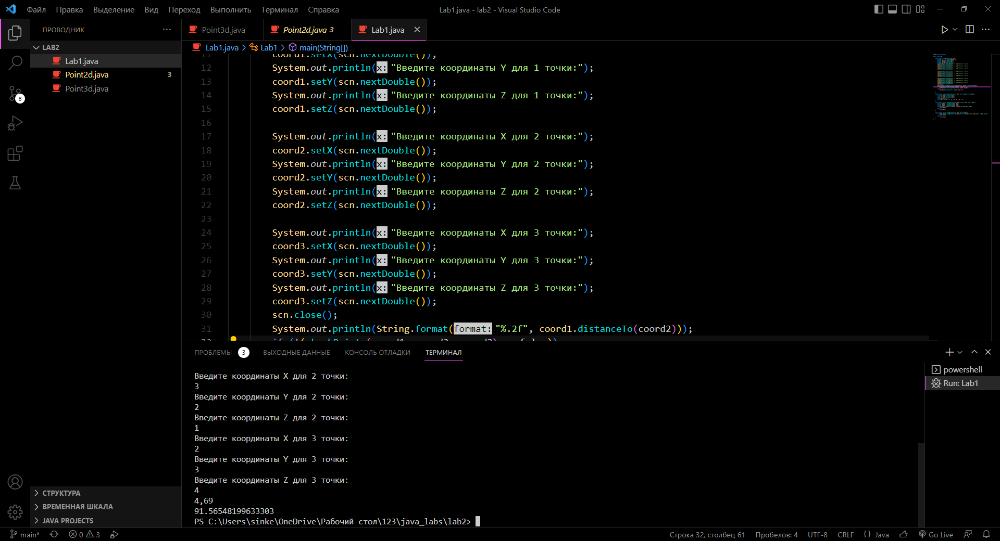 Файл Правка Выделение Вид Переход Выполнить Терминал Справка
Lab1.java - lab2 - Visual Studio Code
ПРОВОДНИК
LAB2
Lab1.java
Point2d.java 3
Point3d.java
8
Point3d.java Point2d.java 3 Lab1.java
Lab1.java > Lab1 > main(String[])
11 coord1.setX(scn.nextDouble());
12 System.out.println(x: "Введите координаты Y для 1 точки:");
13 coord1.setY(scn.nextDouble());
14 System.out.println(x: "Введите координаты Z для 1 точки:");
15 coord1.setZ(scn.nextDouble());
16
17 System.out.println(x: "Введите координаты X для 2 точки:");
18 coord2.setX(scn.nextDouble());
19 System.out.println(x: "Введите координаты Y для 2 точки:");
20 coord2.setY(scn.nextDouble());
21 System.out.println(x: "Введите координаты Z для 2 точки:");
22 coord2.setZ(scn.nextDouble());
23
24 System.out.println(x: "Введите координаты X для 3 точки:");
25 coord3.setX(scn.nextDouble());
26 System.out.println(x: "Введите координаты Y для 3 точки:");
27 coord3.setY(scn.nextDouble());
28 System.out.println(x: "Введите координаты Z для 3 точки:");
29 coord3.setZ(scn.nextDouble());
30 scn.close();
31 System.out.println(String.format(format: "%.2f", coord1.distanceTo(coord2)));
ПРОБЛЕМЫ 3 ВЫХОДНЫЕ ДАННЫЕ КОНСОЛЬ ОТЛАДКИ ТЕРМИНАЛ
Введите координаты X для 2 точки:
3
Введите координаты Y для 2 точки:
2
Введите координаты Z для 2 точки:
1
Введите координаты X для 3 точки:
2
Введите координаты Y для 3 точки:
3
Введите координаты Z для 3 точки:
4
4,69
91.56548199633303
PS C:\Users\sinke\OneDrive\Рабочий стол\123\java_labs\lab2>
powershell
Run: Lab1
СТРУКТУРА
ВРЕМЕННАЯ ШКАЛА
JAVA PROJECTS
main* 0 3
Строка 32, столбец 61 Пробелов: 4 UTF-8 CRLF {} Java Go Live